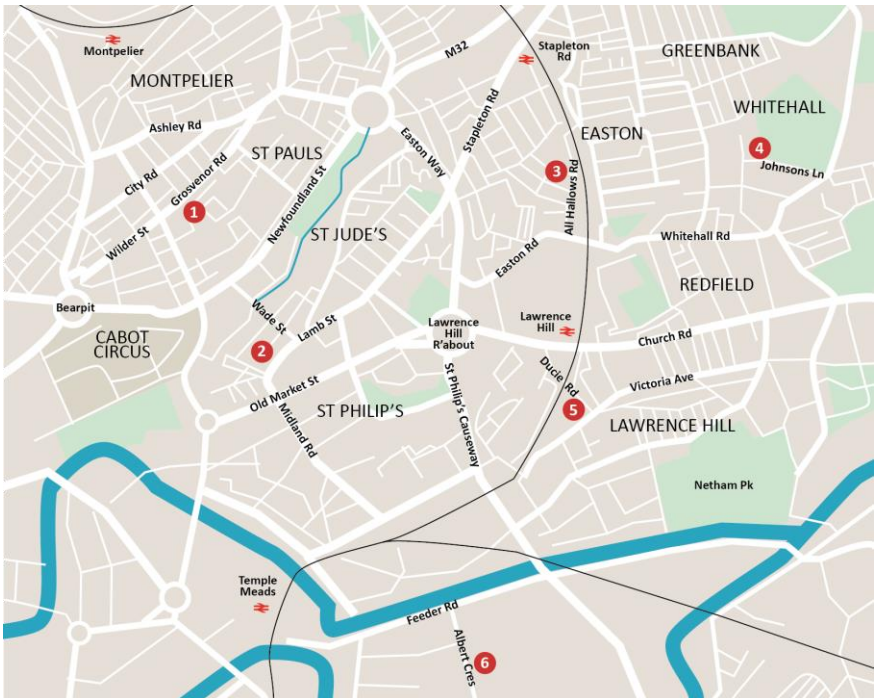 Montpelier
MONTPELIER
M32
Stapleton
Rd
GREENBANK
WHITEHALL
Ashley Rd
ST PAULS
Easton Way
Stapleton Rd
EASTON
4
Johnsons Ln
City Rd
Grosvenor Rd
Newfoundland St
3
All Hallows Rd
1
Wilder St
ST JUDE'S
Easton Rd
Whitehall Rd
REDFIELD
Bearpit
Wade St
Lamb St
Lawrence
Hill
R'about
Lawrence
Hill
Church Rd
CABOT
CIRCUS
2
Old Market St
Ducie Rd
Victoria Ave
ST PHILIP'S
Midland Rd
St Philip's Causeway
5
LAWRENCE HILL
Netham Pk
Temple
Meads
Feeder Rd
Albert Cres
6